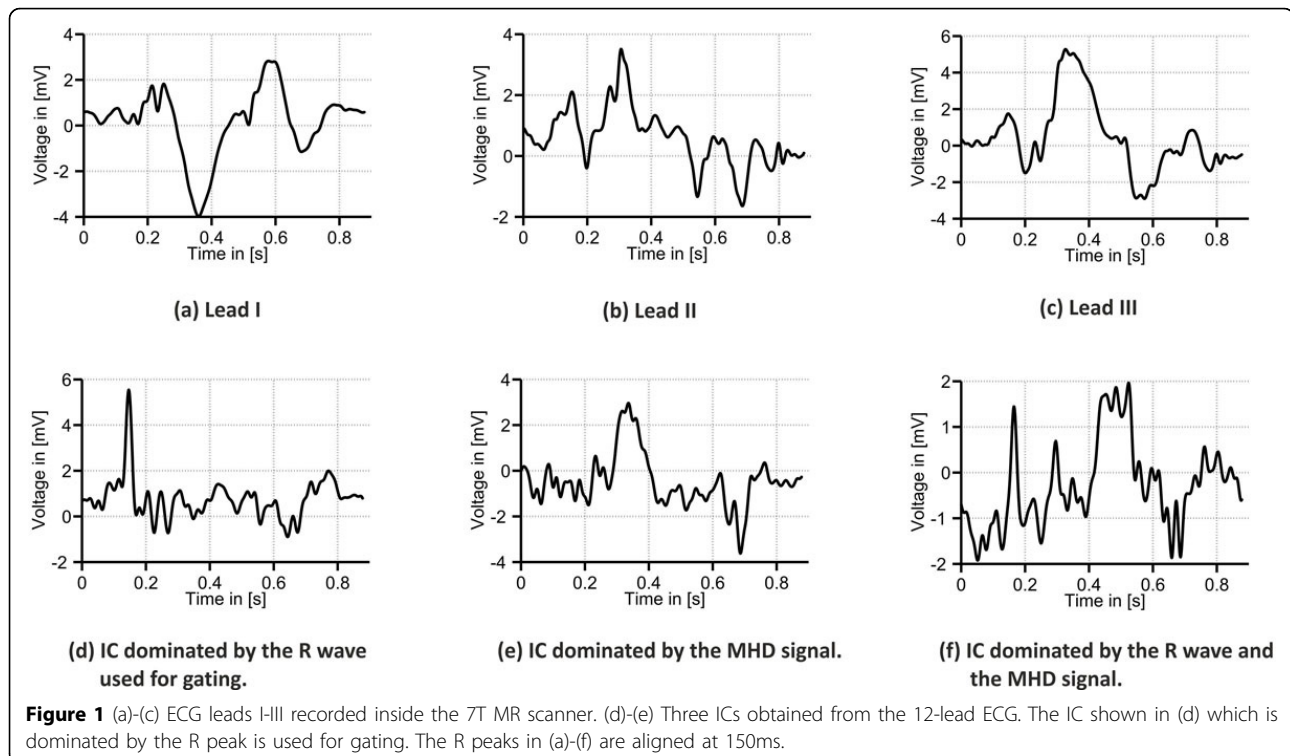 4
2
0
-2
-4
Voltage in [mV]
0 0.2 0.4 0.6 0.8
Time in [s]
(a) Lead I
4
2
0
-2
Voltage in [mV]
0 0.2 0.4 0.6 0.8
Time in [s]
(b) Lead II
6
4
2
0
-2
-4
Voltage in [mV]
0 0.2 0.4 0.6 0.8
Time in [s]
(c) Lead III
6
4
2
0
-2
Voltage in [mV]
0 0.2 0.4 0.6 0.8
Time in [s]
(d) IC dominated by the R wave
used for gating.
4
2
0
-2
-4
Voltage in [mV]
0 0.2 0.4 0.6 0.8
Time in [s]
(e) IC dominated by the MHD signal.
2
1
0
-1
-2
Voltage in [mV]
0 0.2 0.4 0.6 0.8
Time in [s]
(f) IC dominated by the R wave and
the MHD signal.
Figure 1 (a)-(c) ECG leads I-III recorded inside the 7T MR scanner. (d)-(e) Three ICs obtained from the 12-lead ECG. The IC shown in (d) which is
dominated by the R peak is used for gating. The R peaks in (a)-(f) are aligned at 150ms.